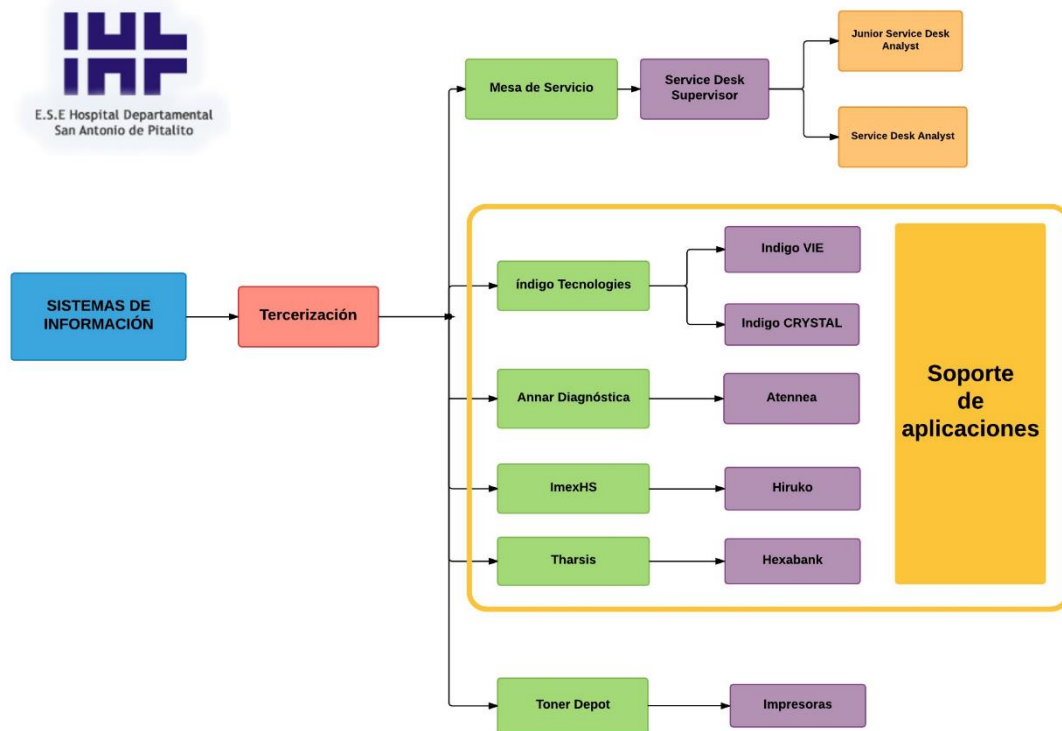 E.S.E Hospital Departamental
San Antonio de Pitalito
Mesa de Servicio
Service Desk
Supervisor
Junior Service Desk
Analyst
Service Desk Analyst
SISTEMAS DE
INFORMACIÓN
Tercerización
índigo Tecnologies
Indigo VIE
Indigo CRYSTAL
Annar Diagnóstica
Atennea
ImexHS
Hiruko
Tharsis
Hexabank
Soporte
de
aplicaciones
Toner Depot
Impresoras